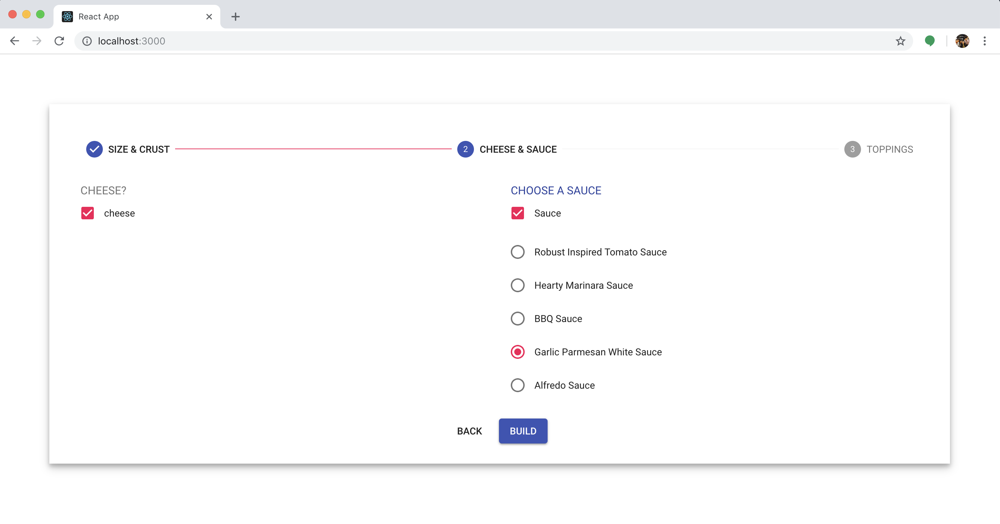 React App
localhost:3000
SIZE & CRUST
2 CHEESE & SAUCE
3 TOPPINGS
CHEESE?
cheese
CHOOSE A SAUCE
Sauce
Robust Inspired Tomato Sauce
Hearty Marinara Sauce
BBQ Sauce
Garlic Parmesan White Sauce
Alfredo Sauce
BACK
BUILD